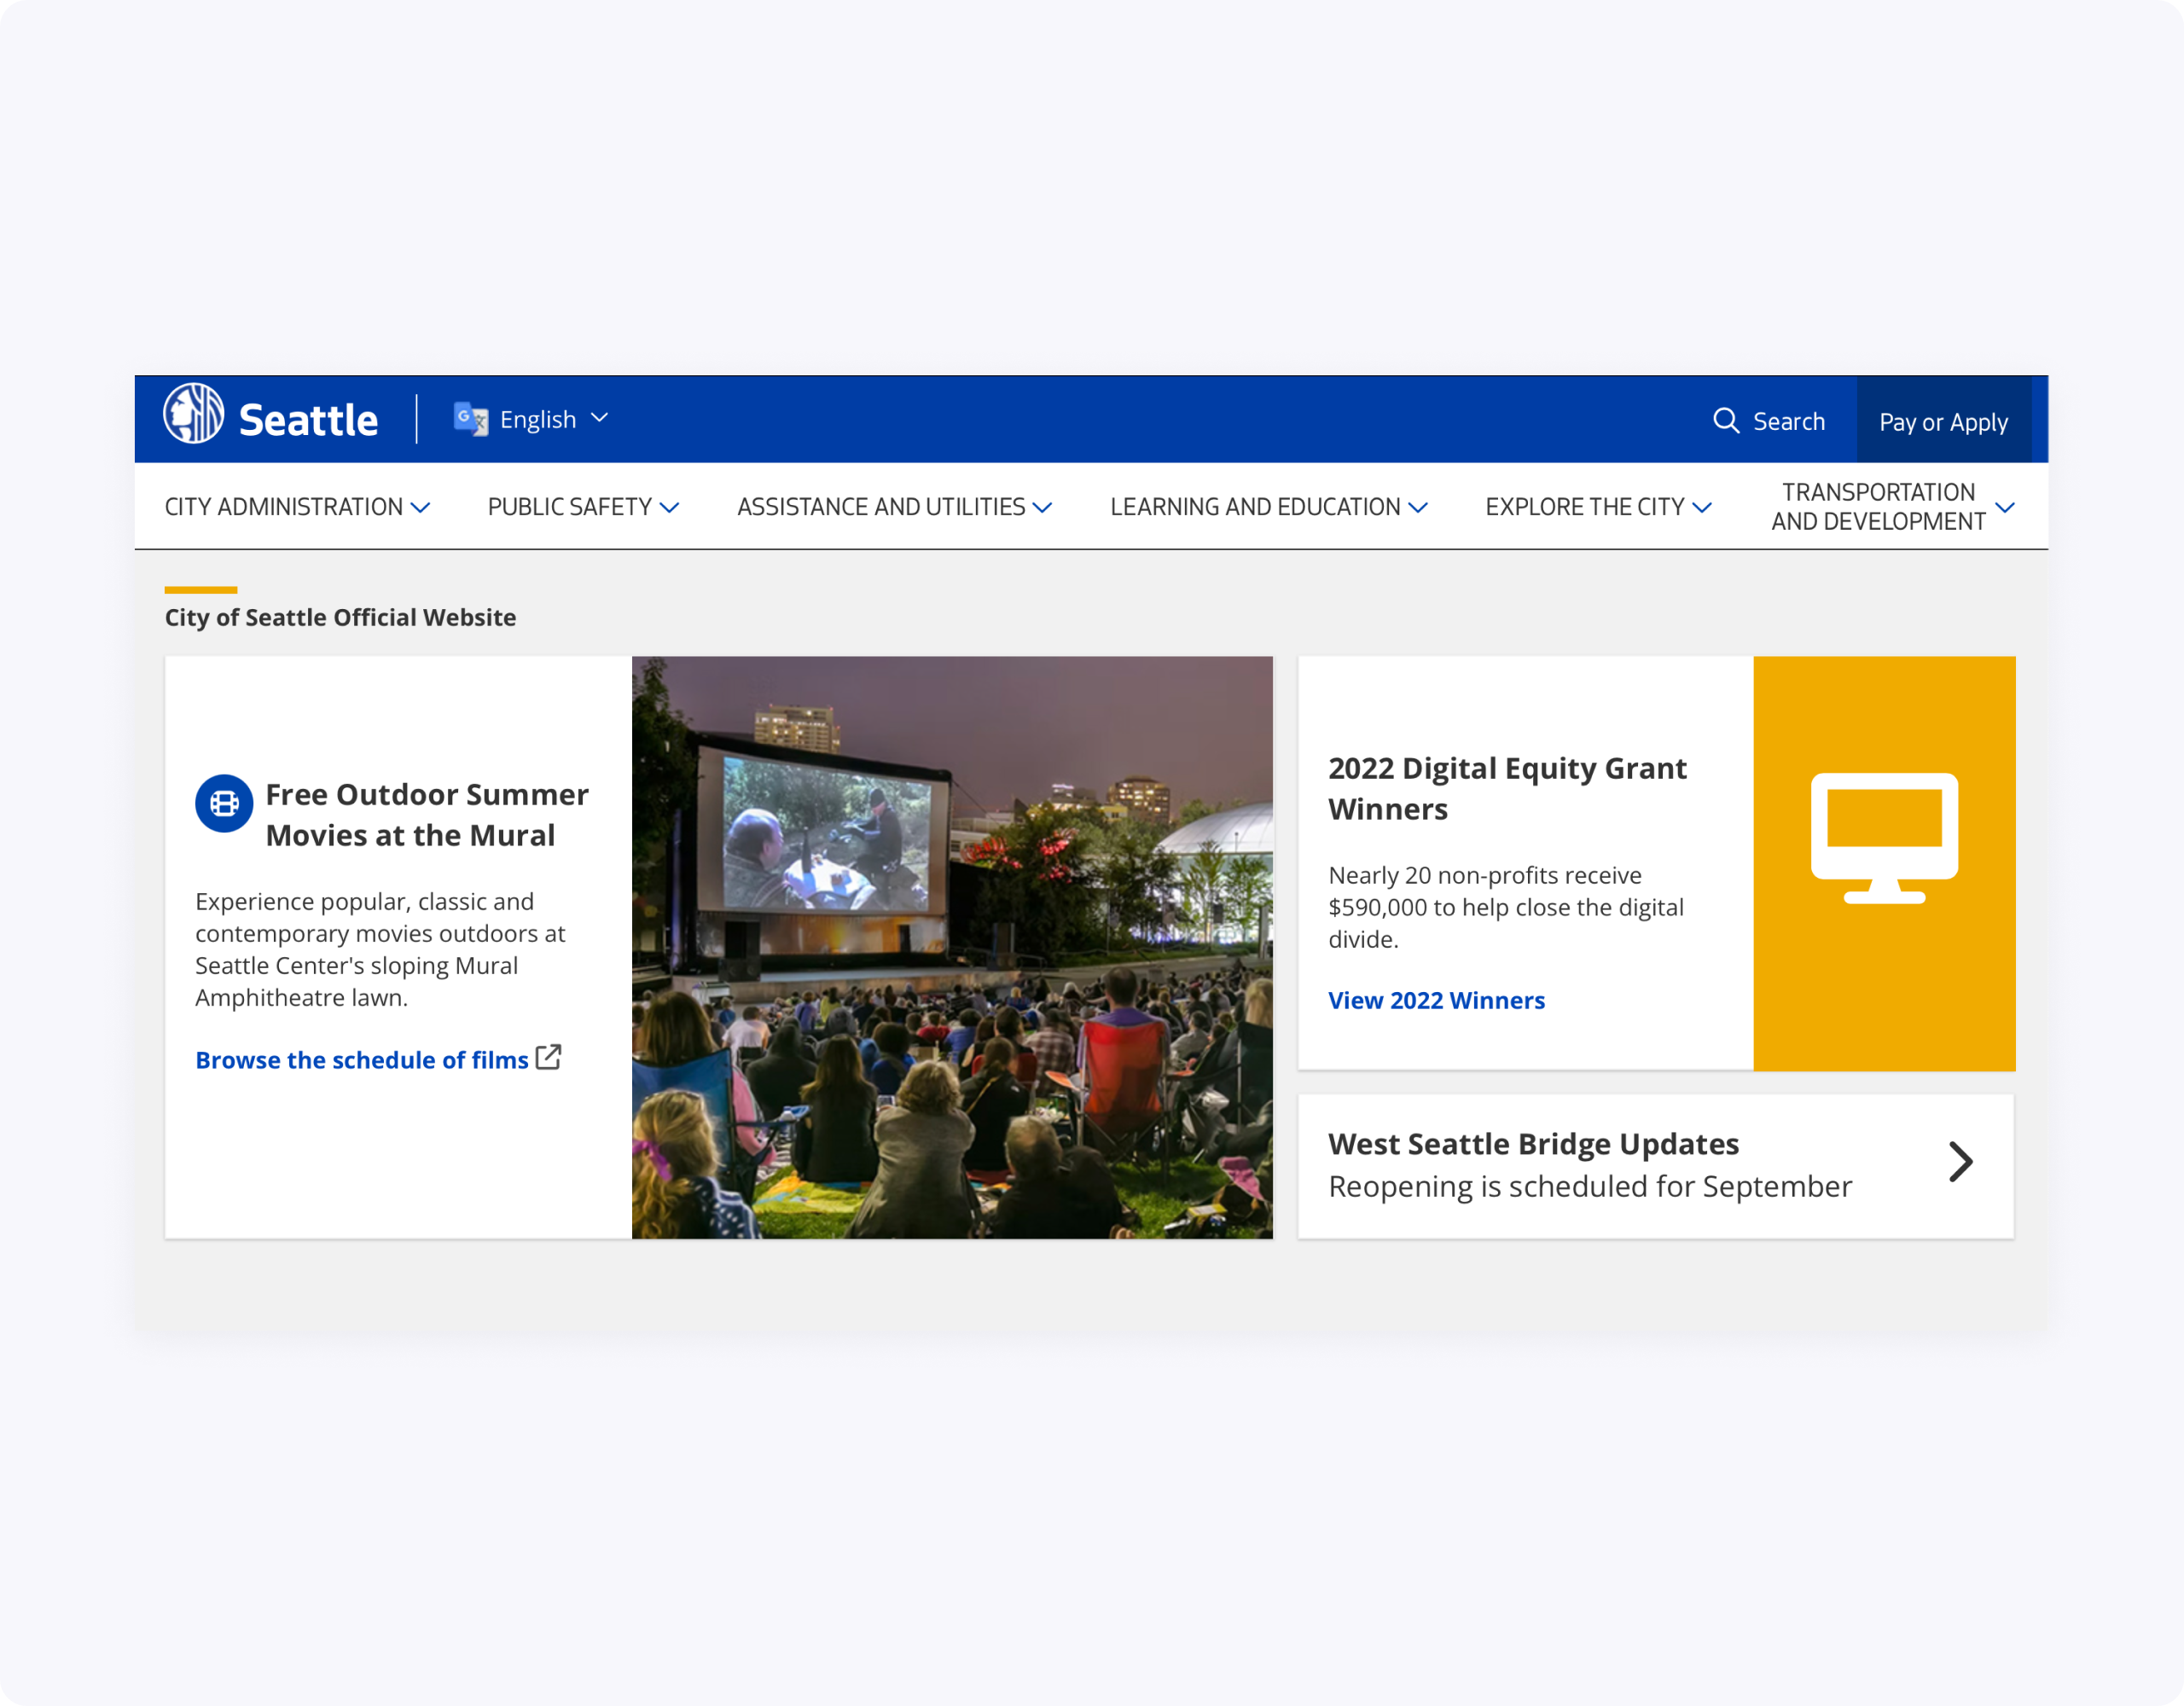 Seattle
English
Search
Pay or Apply
CITY ADMINISTRATION
PUBLIC SAFETY
ASSISTANCE AND UTILITIES
LEARNING AND EDUCATION
EXPLORE THE CITY
TRANSPORTATION
AND DEVELOPMENT
City of Seattle Official Website
Free Outdoor Summer
Movies at the Mural
Experience popular, classic and
contemporary movies outdoors at
Seattle Center's sloping Mural
Amphitheatre lawn.
Browse the schedule of films
2022 Digital Equity Grant
Winners
Nearly 20 non-profits receive
$590,000 to help close the digital
divide.
View 2022 Winners
West Seattle Bridge Updates
Reopening is scheduled for September